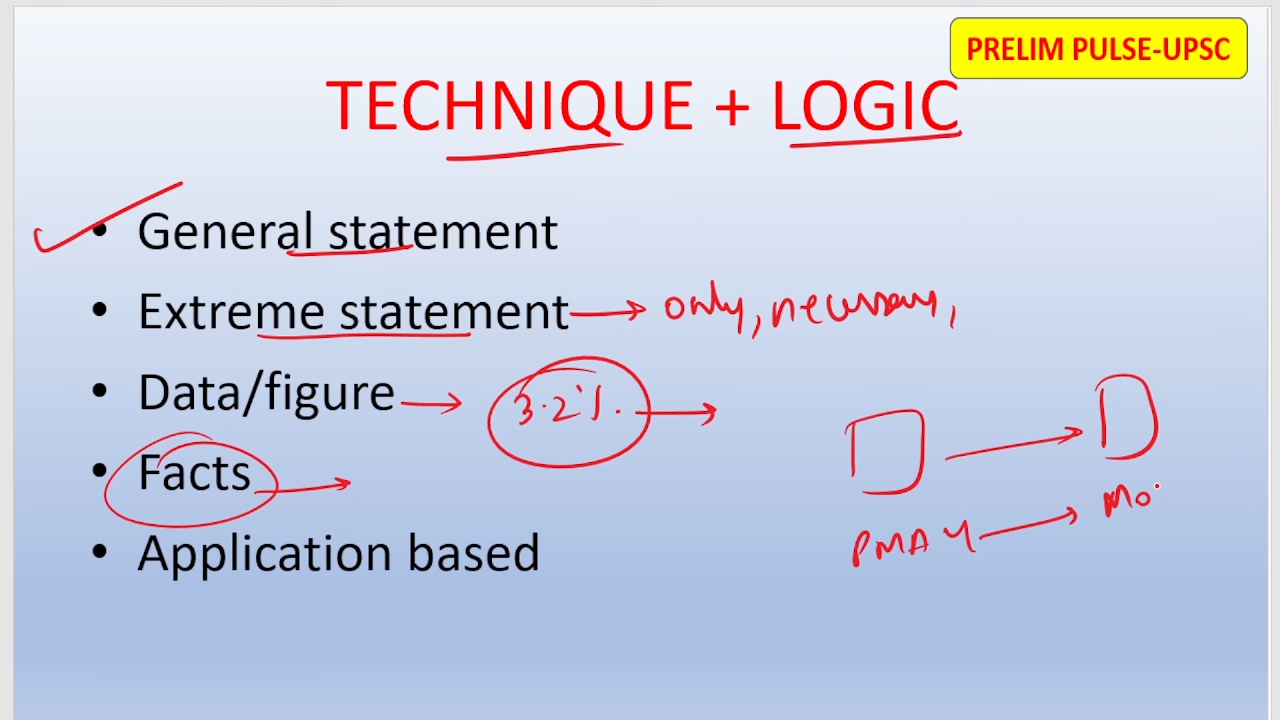 PRELIM PULSE-UPSC
TECHNIQUE + LOGIC
• General statement
• Extreme statement → only, necessary,
• Data/figure → 3.2%. →
• Facts →
• Application based
D → D
PMAY → Mo